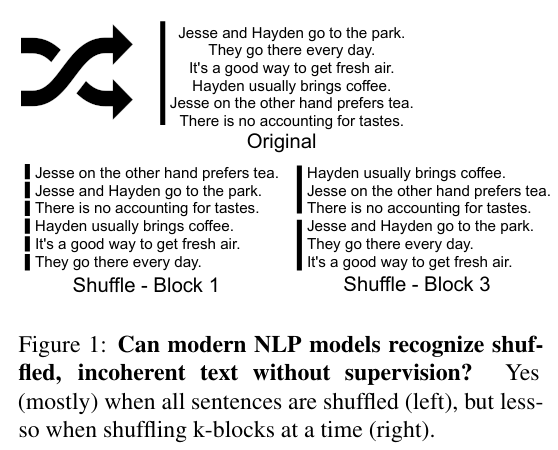 Jesse and Hayden go to the park.
They go there every day.
It's a good way to get fresh air.
Hayden usually brings coffee.
Jesse on the other hand prefers tea.
There is no accounting for tastes.
Original
Jesse on the other hand prefers tea.
Jesse and Hayden go to the park.
There is no accounting for tastes.
Hayden usually brings coffee.
It's a good way to get fresh air.
They go there every day.
Shuffle - Block 1
Hayden usually brings coffee.
Jesse on the other hand prefers tea.
There is no accounting for tastes.
Jesse and Hayden go to the park.
They go there every day.
It's a good way to get fresh air.
Shuffle - Block 3
Figure 1: Can modern NLP models recognize shuf-
fled, incoherent text without supervision? Yes
(mostly) when all sentences are shuffled (left), but less-
so when shuffling k-blocks at a time (right).